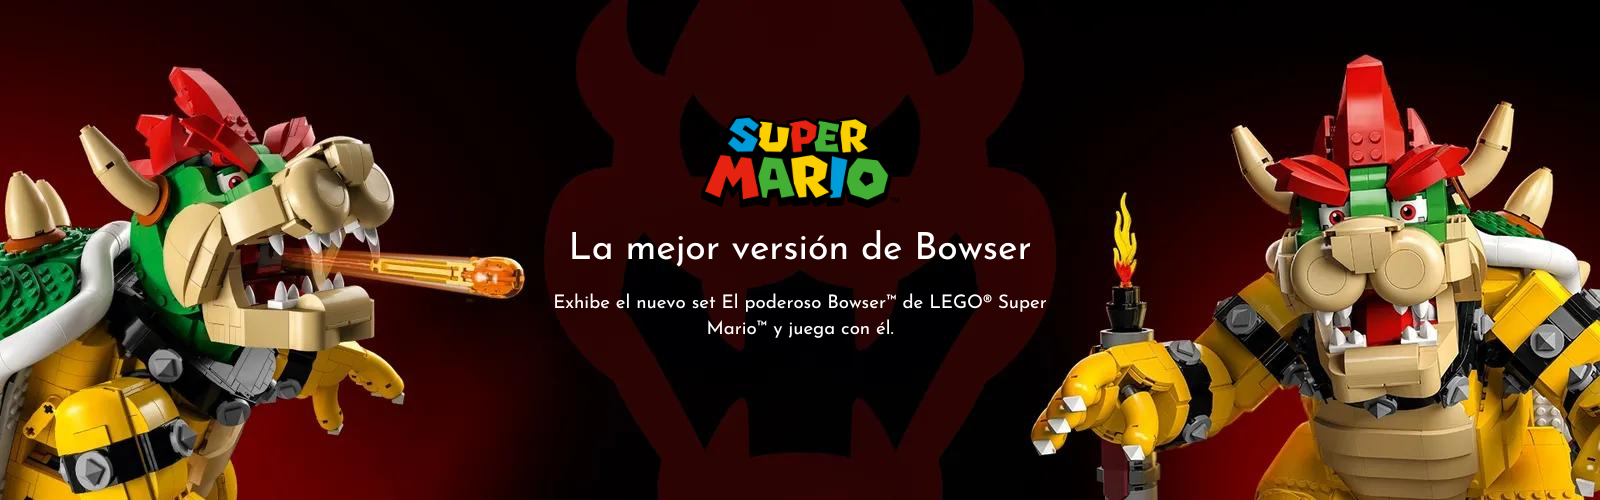 SUPER
MARIO™
La mejor versión de Bowser
Exhibe el nuevo set El poderoso Bowser™ de LEGO® Super
Mario™ y juega con él.